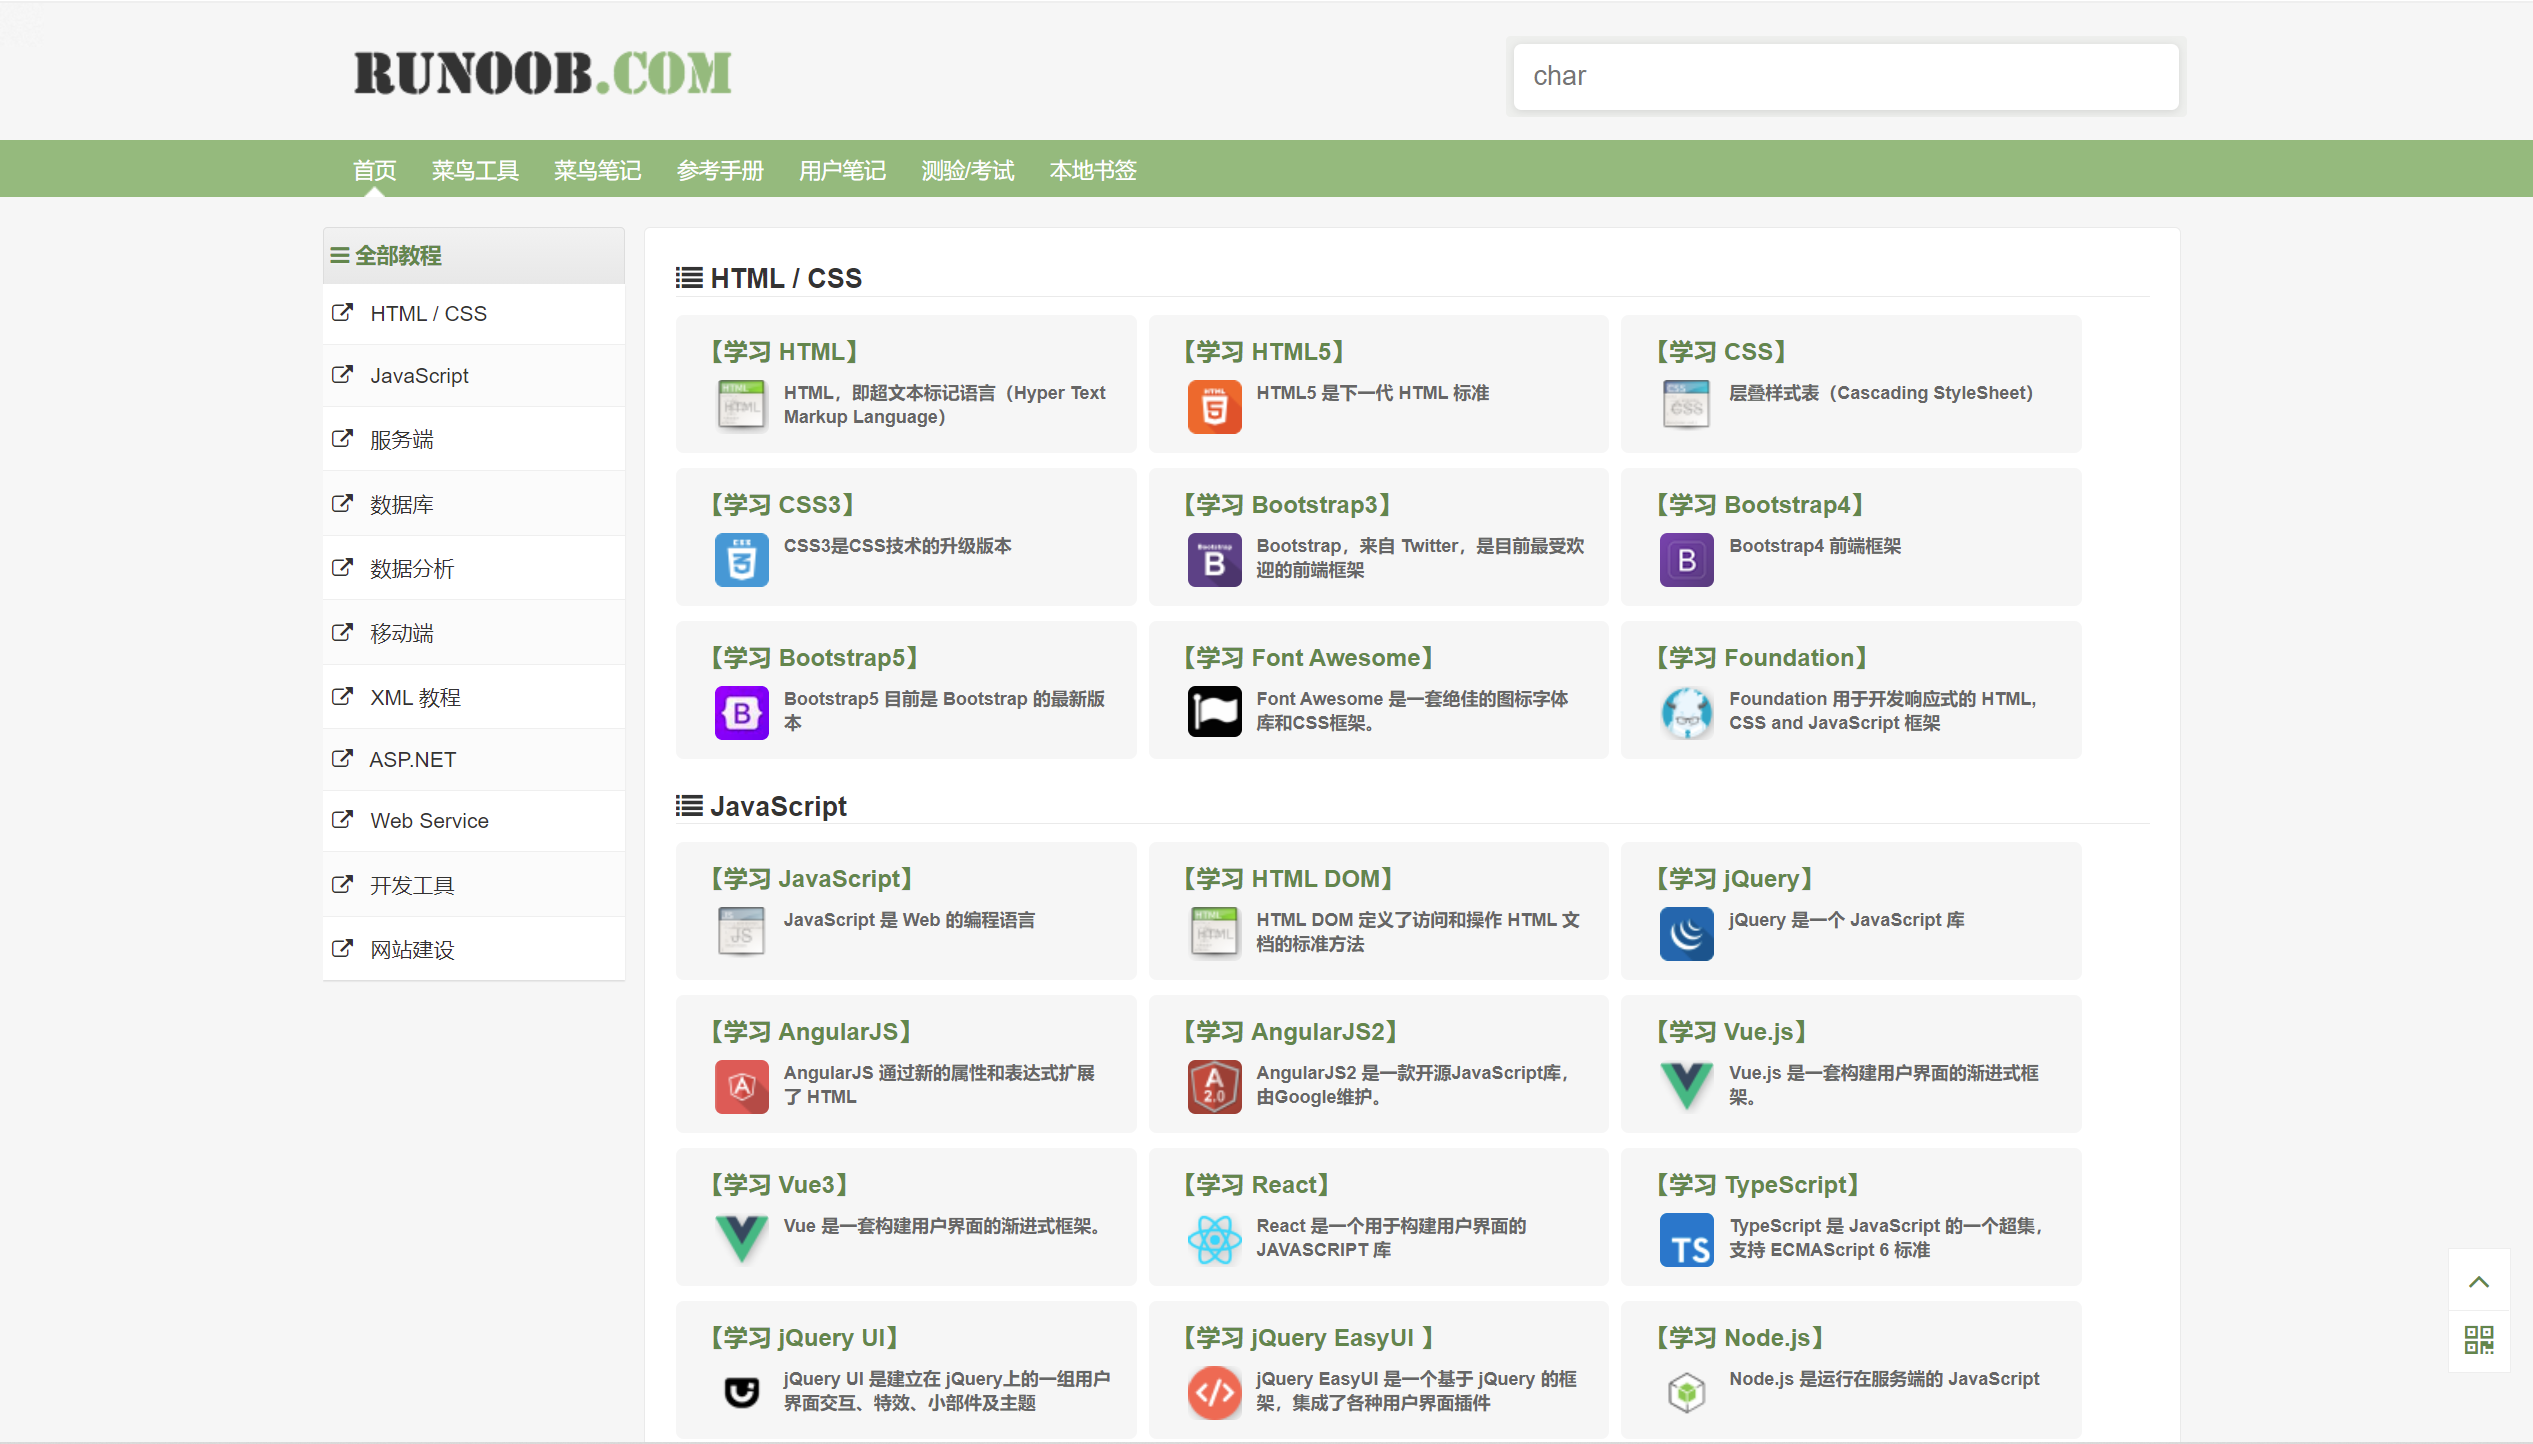 RUNOOB.COM
char
首页 菜鸟工具 菜鸟笔记 参考手册 用户笔记 测验/考试 本地书签
全部教程
HTML / CSS
JavaScript
服务端
数据库
数据分析
移动端
XML 教程
ASP.NET
Web Service
开发工具
网站建设
HTML / CSS
【学习 HTML】
HTML，即超文本标记语言（Hyper Text
Markup Language）
【学习 HTML5】
HTML5 是下一代 HTML 标准
【学习 CSS】
层叠样式表（Cascading StyleSheet）
【学习 CSS3】
CSS3是CSS技术的升级版本
【学习 Bootstrap3】
Bootstrap，来自 Twitter，是目前最受欢
迎的前端框架
【学习 Bootstrap4】
Bootstrap4 前端框架
【学习 Bootstrap5】
Bootstrap5 目前是 Bootstrap 的最新版
本
【学习 Font Awesome】
Font Awesome 是一套绝佳的图标字体
库和CSS框架。
【学习 Foundation】
Foundation 用于开发响应式的 HTML,
CSS and JavaScript 框架
JavaScript
【学习 JavaScript】
JavaScript 是 Web 的编程语言
【学习 HTML DOM】
HTML DOM 定义了访问和操作 HTML 文
档的标准方法
【学习 jQuery】
jQuery 是一个 JavaScript 库
【学习 AngularJS】
AngularJS 通过新的属性和表达式扩展
了 HTML
【学习 AngularJS2】
AngularJS2 是一款开源JavaScript库，
由Google维护。
【学习 Vue.js】
Vue.js 是一套构建用户界面的渐进式框
架。
【学习 Vue3】
Vue 是一套构建用户界面的渐进式框架。
【学习 React】
React 是一个用于构建用户界面的
JAVASCRIPT 库
【学习 TypeScript】
TypeScript 是 JavaScript 的一个超集，
支持 ECMAScript 6 标准
【学习 jQuery UI】
jQuery UI 是建立在 jQuery上的一组用户
界面交互、特效、小部件及主题
【学习 jQuery EasyUI 】
jQuery EasyUI 是一个基于 jQuery 的框
架，集成了各种用户界面插件
【学习 Node.js】
Node.js 是运行在服务端的 JavaScript